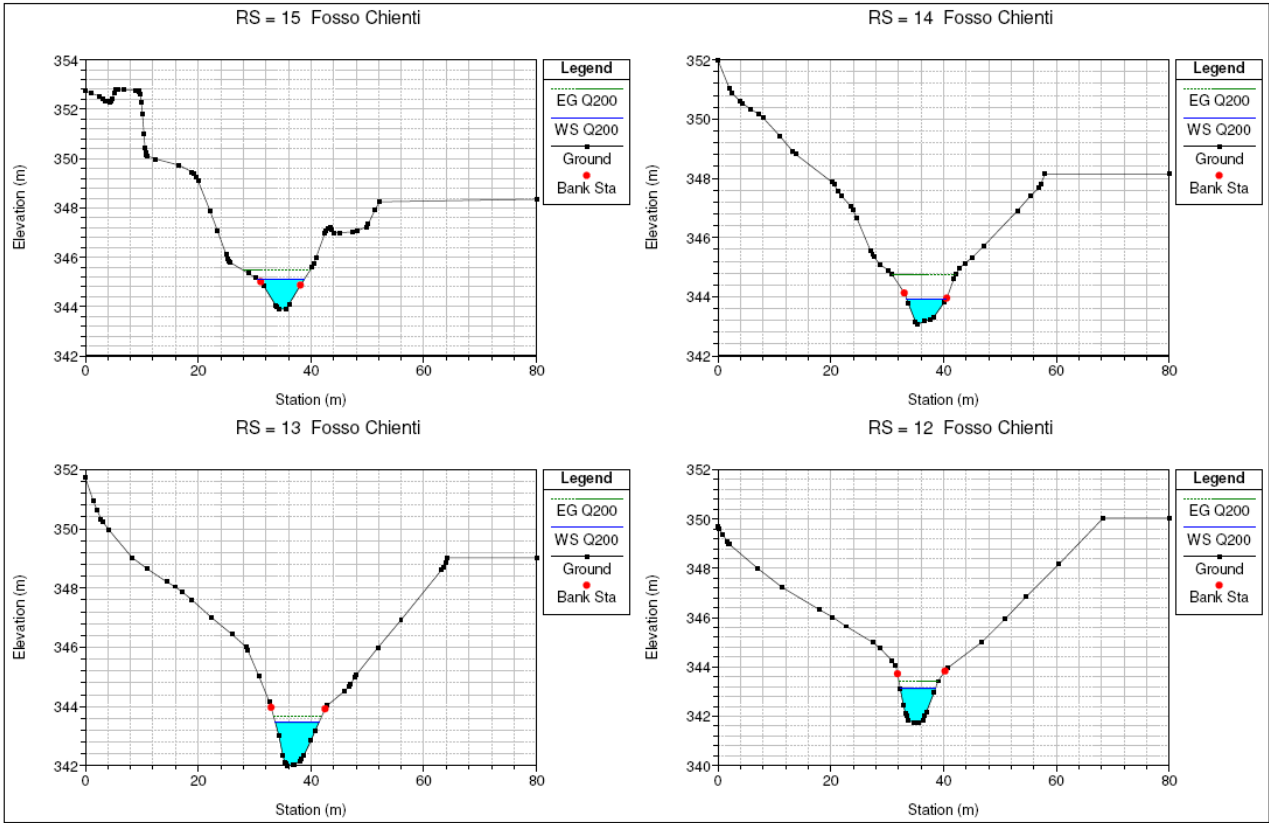 RS = 15 Fosso Chienti
354
352
350
348
346
344
342
0
20
40
60
80
Elevation (m)
Station (m)
Legend
EG Q200
WS Q200
Ground
Bank Sta
RS = 14 Fosso Chienti
352
350
348
346
344
342
0
20
40
60
80
Elevation (m)
Station (m)
Legend
EG Q200
WS Q200
Ground
Bank Sta
RS = 13 Fosso Chienti
352
350
348
346
344
342
0
20
40
60
80
Elevation (m)
Station (m)
Legend
EG Q200
WS Q200
Ground
Bank Sta
RS = 12 Fosso Chienti
352
350
348
346
344
342
340
0
20
40
60
80
Elevation (m)
Station (m)
Legend
EG Q200
WS Q200
Ground
Bank Sta